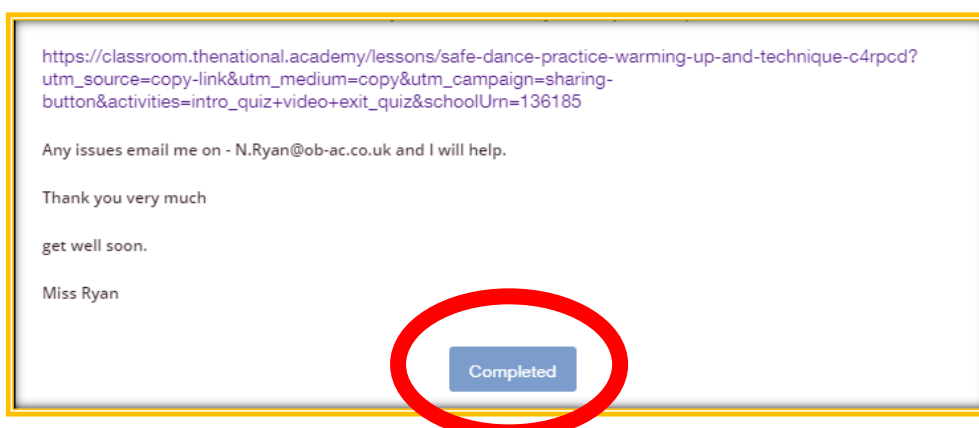 https://classroom.thenational.academy/lessons/safe-dance-practice-warming-up-and-technique-c4rpcd?
utm_source=copy-link&utm_medium=copy&utm_campaign=sharing-
button&activities=intro_quiz+video+exit_quiz&schoolUrn=136185
Any issues email me on - N.Ryan@ob-ac.co.uk and I will help.
Thank you very much
get well soon.
Miss Ryan
Completed